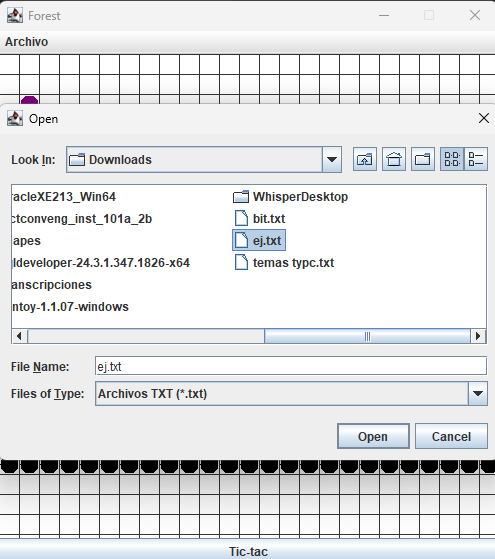 Forest
Archivo
Open
Look In: Downloads
racleXE213_Win64
WhisperDesktop
ctconveng_inst_101a_2b
bit.txt
apes
ej.txt
ldeveloper-24.3.1.347.1826-x64
temas typc.txt
anscripciones
ntoy-1.1.07-windows
File Name: ej.txt
Files of Type: Archivos TXT (*.txt)
Open Cancel
Tic-tac